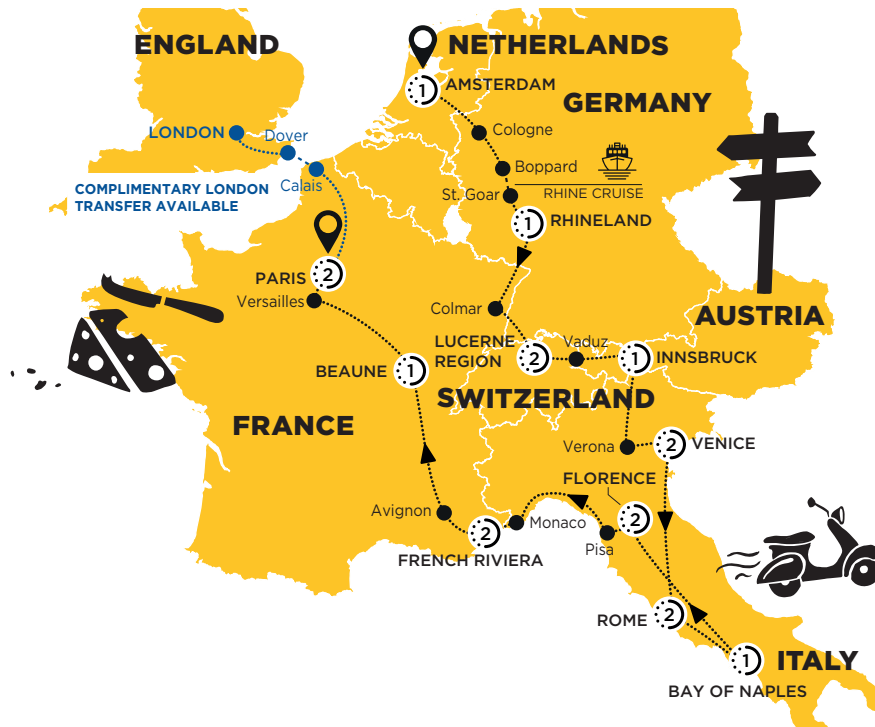 ENGLAND
NETHERLANDS
1
AMSTERDAM
GERMANY
LONDON
Dover
Cologne
Calais
Boppard
COMPLIMENTARY LONDON
TRANSFER AVAILABLE
St. Goar
RHINE CRUISE
1
RHINELAND
PARIS
2
Versailles
Colmar
AUSTRIA
LUCERNE
REGION
2
Vaduz
1
INNSBRUCK
BEAUNE
1
SWITZERLAND
FRANCE
Verona
2
VENICE
FLORENCE
2
Avignon
Monaco
Pisa
2
FRENCH RIVIERA
ROME
2
1
ITALY
BAY OF NAPLES